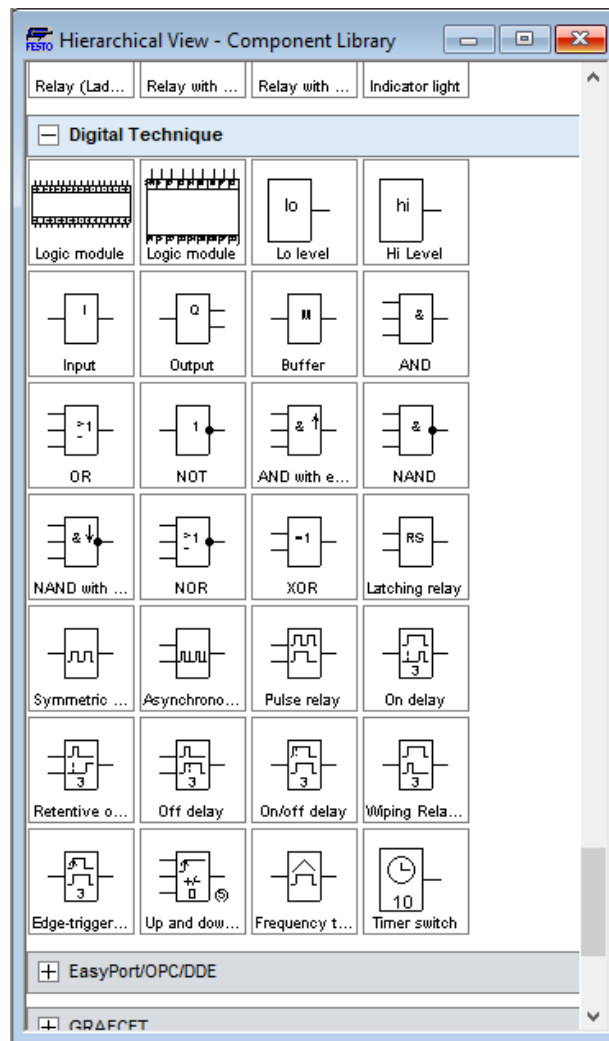 FESTO Hierarchical View - Component Library
Relay (Lad... Relay with ... Relay with ... Indicator light
Digital Technique
lo hi
Logic module Logic module Lo level Hi Level
I Q &
Input Output Buffer AND
>1 1 & &
OR NOT AND with e... NAND
& >1 =1 RS
NAND with ... NOR XOR Latching relay
3
Symmetric ... Asynchrono... Pulse relay On delay
3 3 3 3
Retentive o... Off delay On/off delay Wiping Rela...
3 +/- 0 10
Edge-trigger... Up and dow... Frequency t... Timer switch
EasyPort/OPC/DDE
GRAFCET